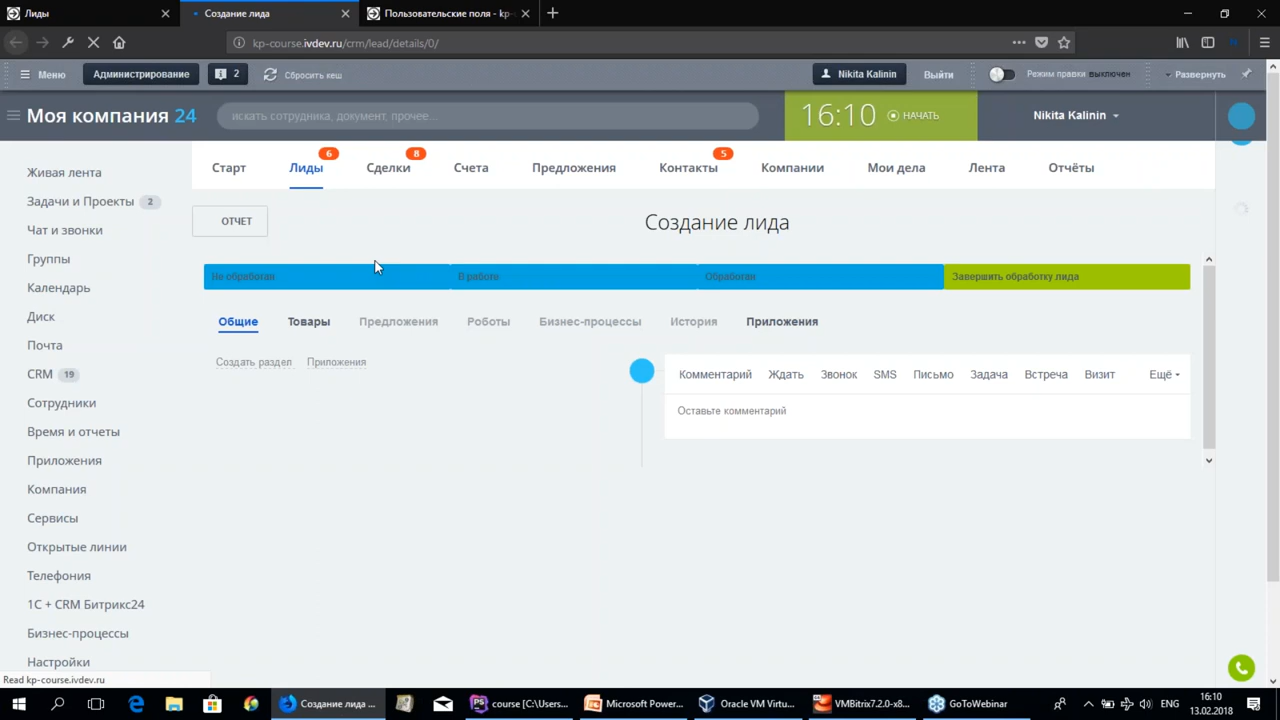 Лиды
Создание лида
Пользовательские поля - kp-
kp-course.ivdev.ru/crm/lead/details/0/
Меню
Администрирование
2
Сбросить кеш
Nikita Kalinin
Выйти
Режим правки выключен
Развернуть
Моя компания 24
искать сотрудника, документ, прочее...
16:10
НАЧАТЬ
Nikita Kalinin
Живая лента
Задачи и Проекты 2
Чат и звонки
Группы
Календарь
Диск
Почта
CRM 19
Сотрудники
Время и отчеты
Приложения
Компания
Сервисы
Открытые линии
Телефония
1С + CRM Битрикс24
Бизнес-процессы
Настройки
Старт
Лиды 6
Сделки 8
Счета
Предложения
Контакты 5
Компании
Мои дела
Лента
Отчёты
ОТЧЕТ
Создание лида
Не обработан
В работе
Обработан
Завершить обработку лида
Общие
Товары
Предложения
Роботы
Бизнес-процессы
История
Приложения
Создать раздел
Приложения
Комментарий
Ждать
Звонок
SMS
Письмо
Задача
Встреча
Визит
Ещё
Оставьте комментарий
Read kp-course.ivdev.ru
Создание лида ...
course [C:\Users...
Microsoft Power...
Oracle VM Virtu...
VMBitrix7.2.0-x8...
GoToWebinar
ENG
16:10
13.02.2018